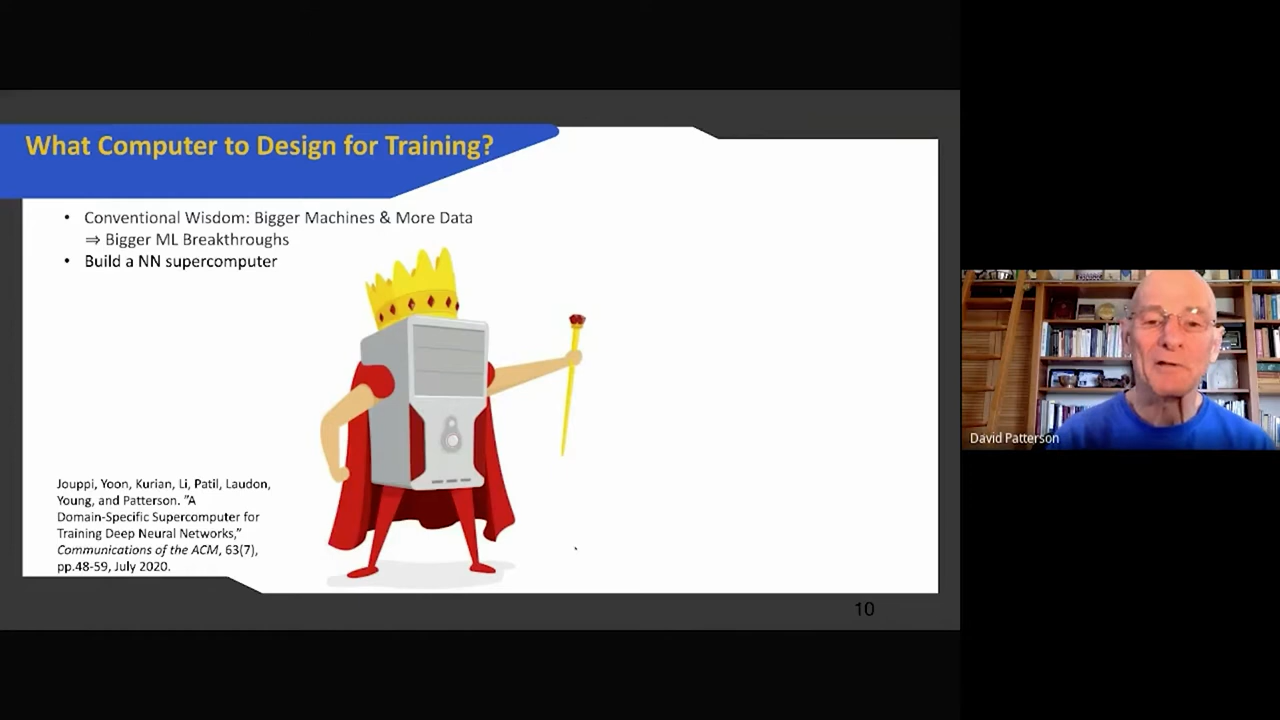 What Computer to Design for Training?
• Conventional Wisdom: Bigger Machines & More Data
⇒ Bigger ML Breakthroughs
• Build a NN supercomputer
Jouppi, Yoon, Kurian, Li, Patil, Laudon,
Young, and Patterson. ”A
Domain-Specific Supercomputer for
Training Deep Neural Networks,”
Communications of the ACM, 63(7),
pp.48-59, July 2020.
10
David Patterson